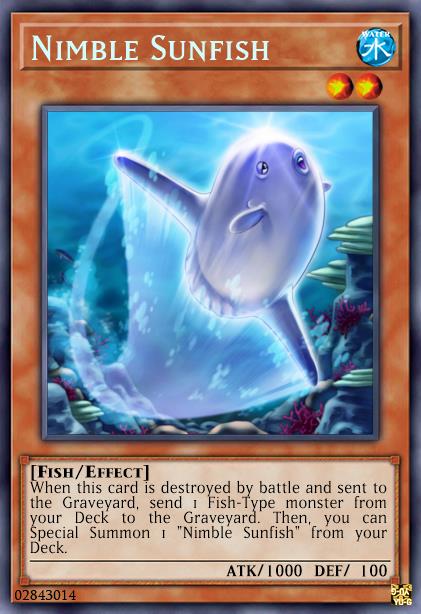 Nimble Sunfish
WATER
水
[Fish/Effect]
When this card is destroyed by battle and sent to
the Graveyard, send 1 Fish-Type monster from
your Deck to the Graveyard. Then, you can
Special Summon 1 "Nimble Sunfish" from your
Deck.
ATK/1000 DEF/ 100
02843014